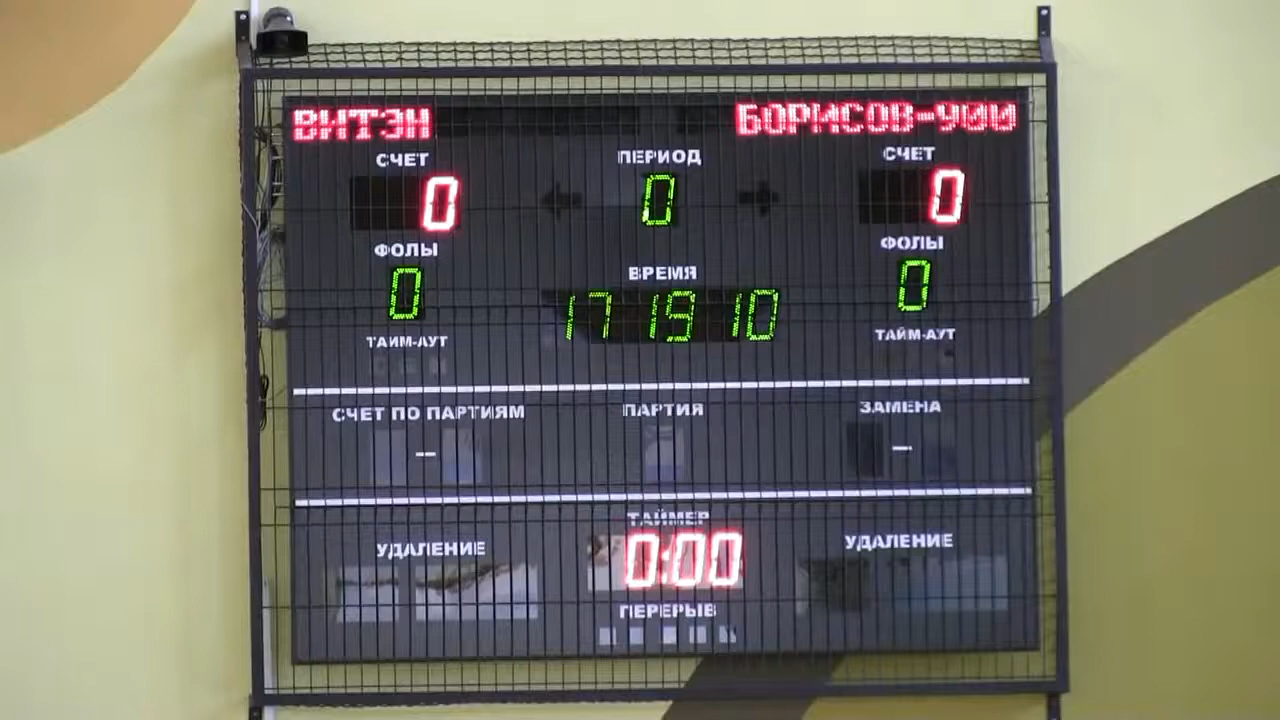 ВИТЭН БОРИСОВ-900
СЧЕТ ПЕРИОД СЧЕТ
0 0 0
ФОЛЫ ВРЕМЯ ФОЛЫ
0 17 19 10 0
ТАЙМ-АУТ ТАЙМ-АУТ
СЧЕТ ПО ПАРТИЯМ ПАРТИЯ ЗАМЕНА
– –
ТАЙМЕР
УДАЛЕНИЕ 0:00 УДАЛЕНИЕ
ПЕРЕРЫВ